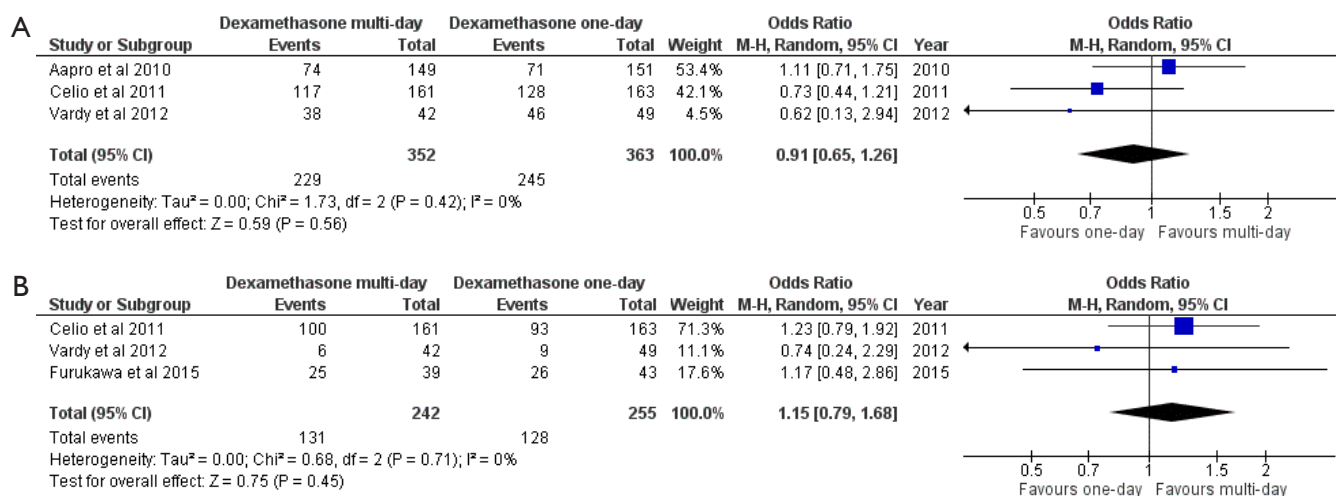 A
Dexamethasone multi-day Dexamethasone one-day Odds Ratio Odds Ratio
Study or Subgroup Events Total Events Total Weight M-H, Random, 95% CI Year M-H, Random, 95% CI
Aapro et al 2010 74 149 71 151 53.4% 1.11 [0.71, 1.75] 2010
Celio et al 2011 117 161 128 163 42.1% 0.73 [0.44, 1.21] 2011
Vardy et al 2012 38 42 46 49 4.5% 0.62 [0.13, 2.94] 2012
Total (95% CI) 352 363 100.0% 0.91 [0.65, 1.26]
Total events 229 245
Heterogeneity: Tau² = 0.00; Chi² = 1.73, df = 2 (P = 0.42); I² = 0%
Test for overall effect: Z = 0.59 (P = 0.56)
0.5 0.7 1 1.5 2
Favours one-day Favours multi-day
B
Dexamethasone multi-day Dexamethasone one-day Odds Ratio Odds Ratio
Study or Subgroup Events Total Events Total Weight M-H, Random, 95% CI Year M-H, Random, 95% CI
Celio et al 2011 100 161 93 163 71.3% 1.23 [0.79, 1.92] 2011
Vardy et al 2012 6 42 9 49 11.1% 0.74 [0.24, 2.29] 2012
Furukawa et al 2015 25 39 26 43 17.6% 1.17 [0.48, 2.86] 2015
Total (95% CI) 242 255 100.0% 1.15 [0.79, 1.68]
Total events 131 128
Heterogeneity: Tau² = 0.00; Chi² = 0.68, df = 2 (P = 0.71); I² = 0%
Test for overall effect: Z = 0.75 (P = 0.45)
0.5 0.7 1 1.5 2
Favours one-day Favours multi-day